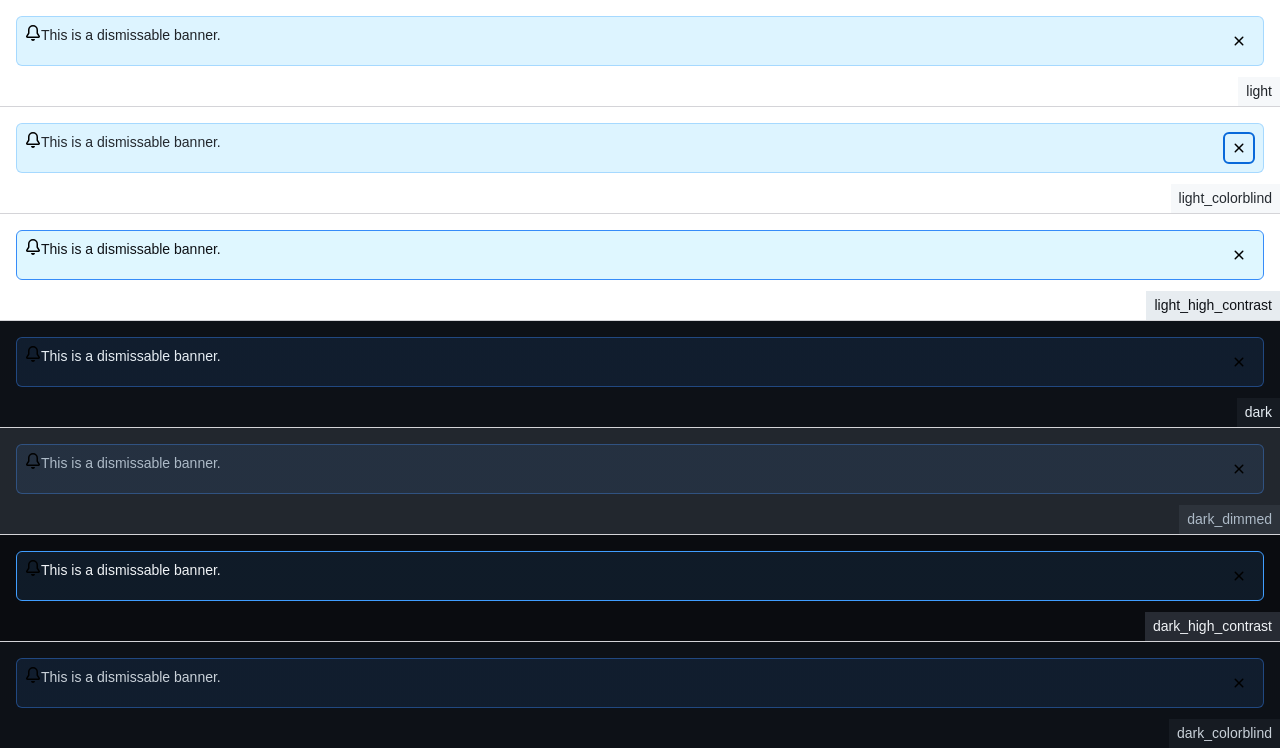 This is a dismissable banner.
light
This is a dismissable banner.
light_colorblind
This is a dismissable banner.
light_high_contrast
This is a dismissable banner.
dark
This is a dismissable banner.
dark_dimmed
This is a dismissable banner.
dark_high_contrast
This is a dismissable banner.
dark_colorblind